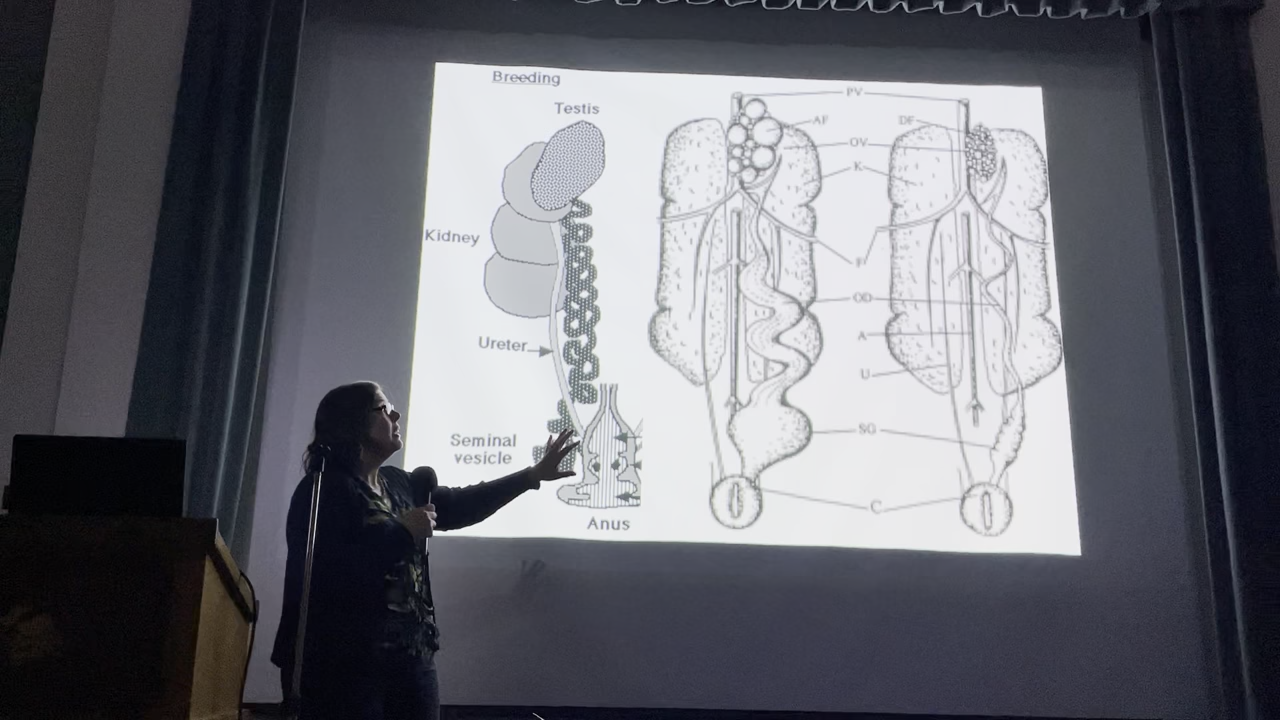 Breeding
Testis
Kidney
Ureter
Seminal
vesicle
Anus
PV
AF
DF
OV
K
OD
A
U
SG
C